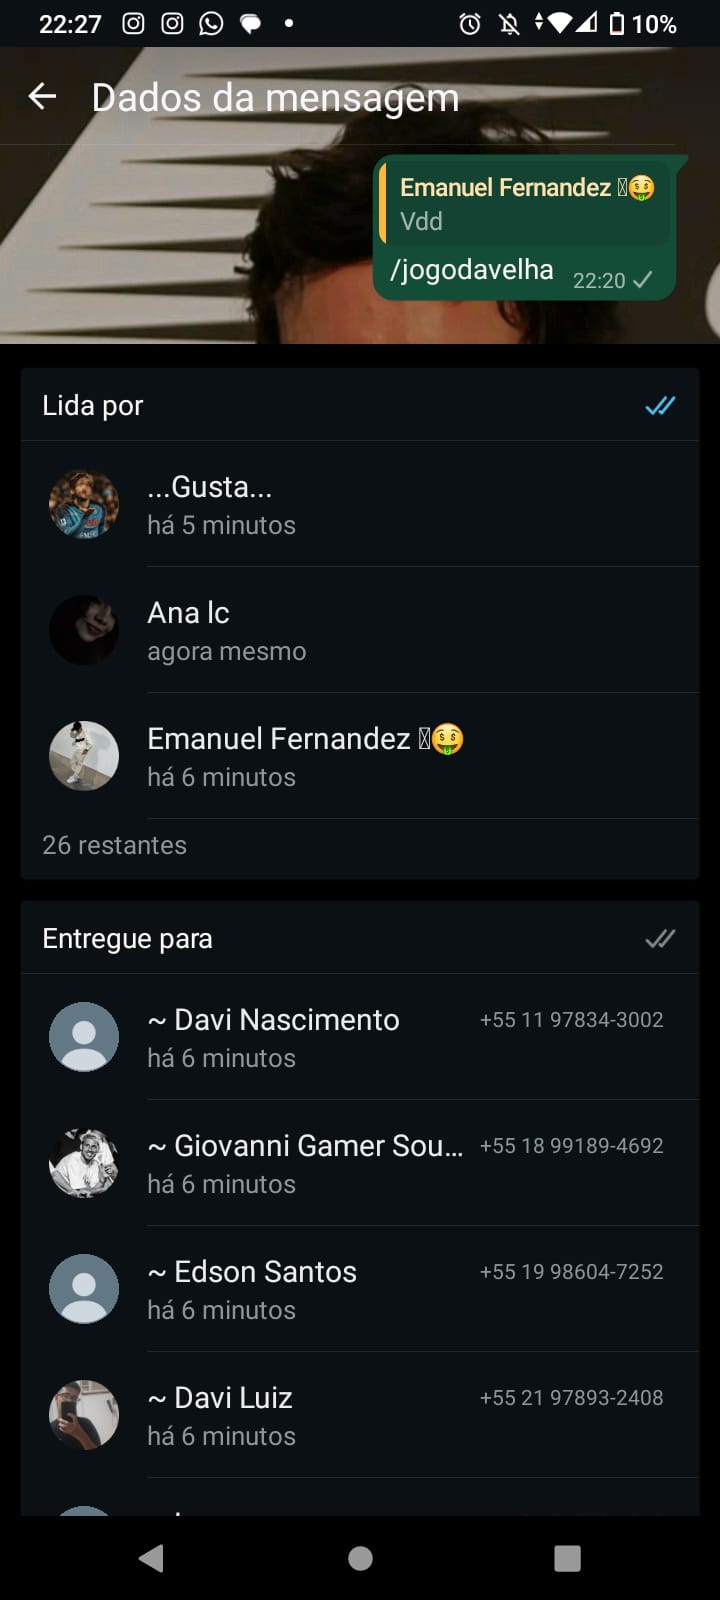 22:27
10%
Dados da mensagem
Emanuel Fernandez 🤑
Vdd
/jogodavelha 22:20
Lida por
...Gusta...
há 5 minutos
Ana lc
agora mesmo
Emanuel Fernandez 🤑
há 6 minutos
26 restantes
Entregue para
~ Davi Nascimento +55 11 97834-3002
há 6 minutos
~ Giovanni Gamer Sou... +55 18 99189-4692
há 6 minutos
~ Edson Santos +55 19 98604-7252
há 6 minutos
~ Davi Luiz +55 21 97893-2408
há 6 minutos